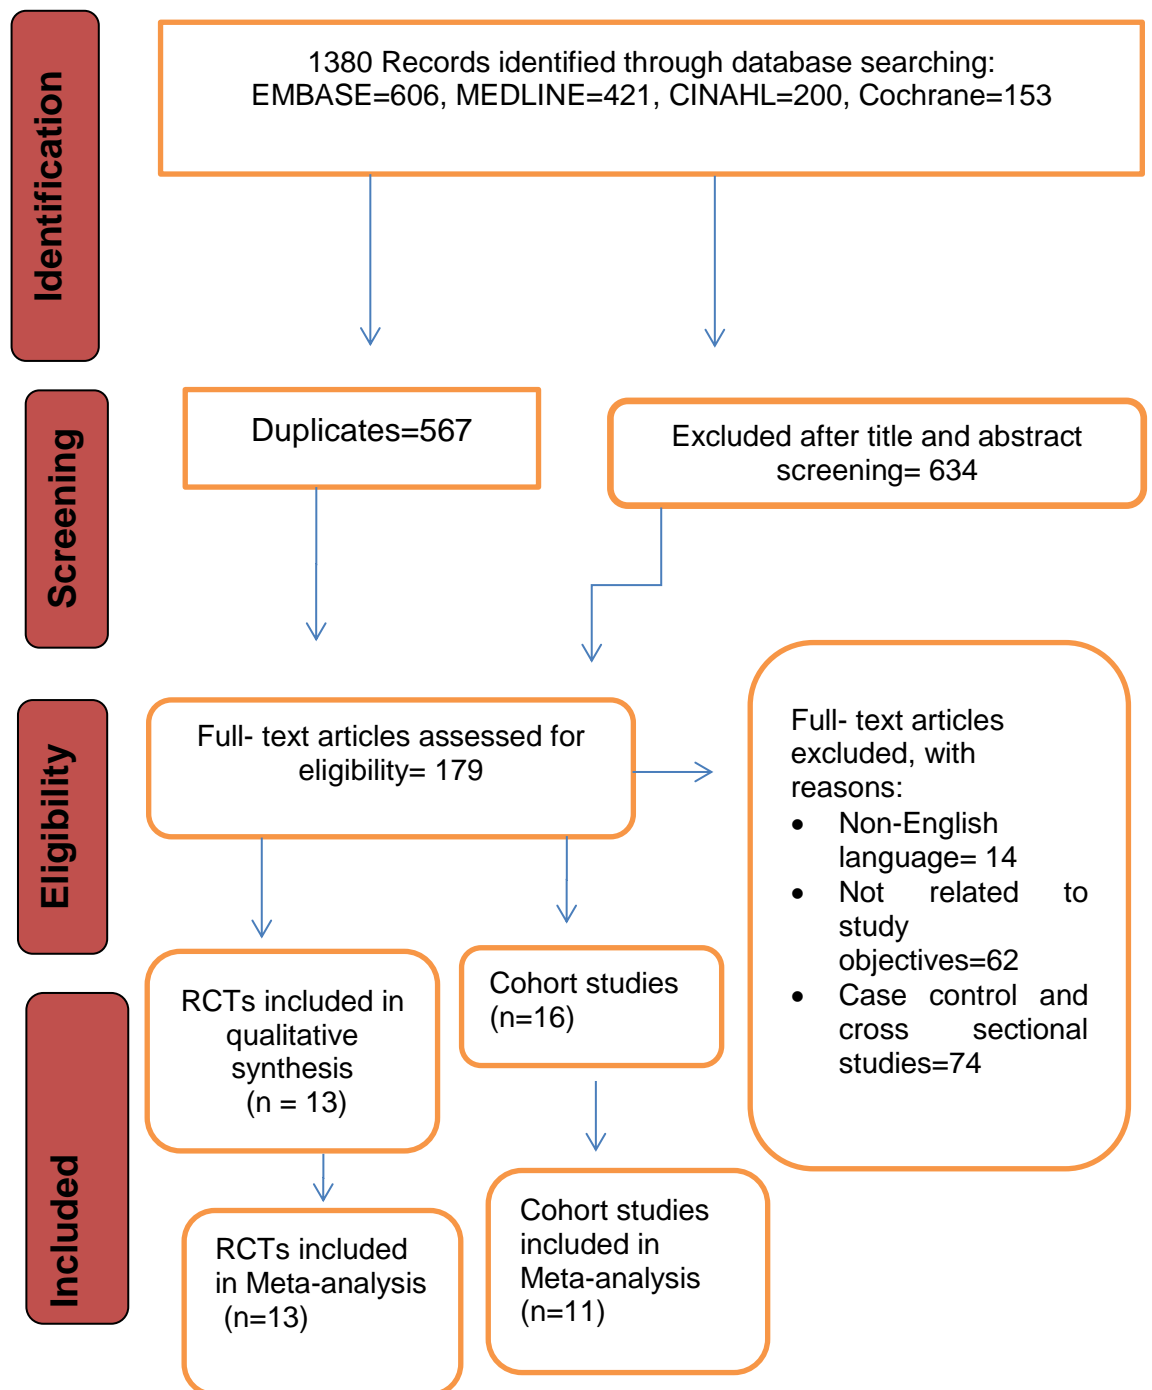 Identification
1380 Records identified through database searching:
EMBASE=606, MEDLINE=421, CINAHL=200, Cochrane=153
Screening
Duplicates=567
Excluded after title and abstract
screening= 634
Eligibility
Full- text articles assessed for
eligibility= 179
Full- text articles
excluded, with
reasons:
• Non-English
language= 14
• Not related to
study
objectives=62
• Case control and
cross sectional
studies=74
RCTs included in
qualitative
synthesis
(n = 13)
Cohort studies
(n=16)
Included
RCTs included
in Meta-analysis
(n=13)
Cohort studies
included in
Meta-analysis
(n=11)